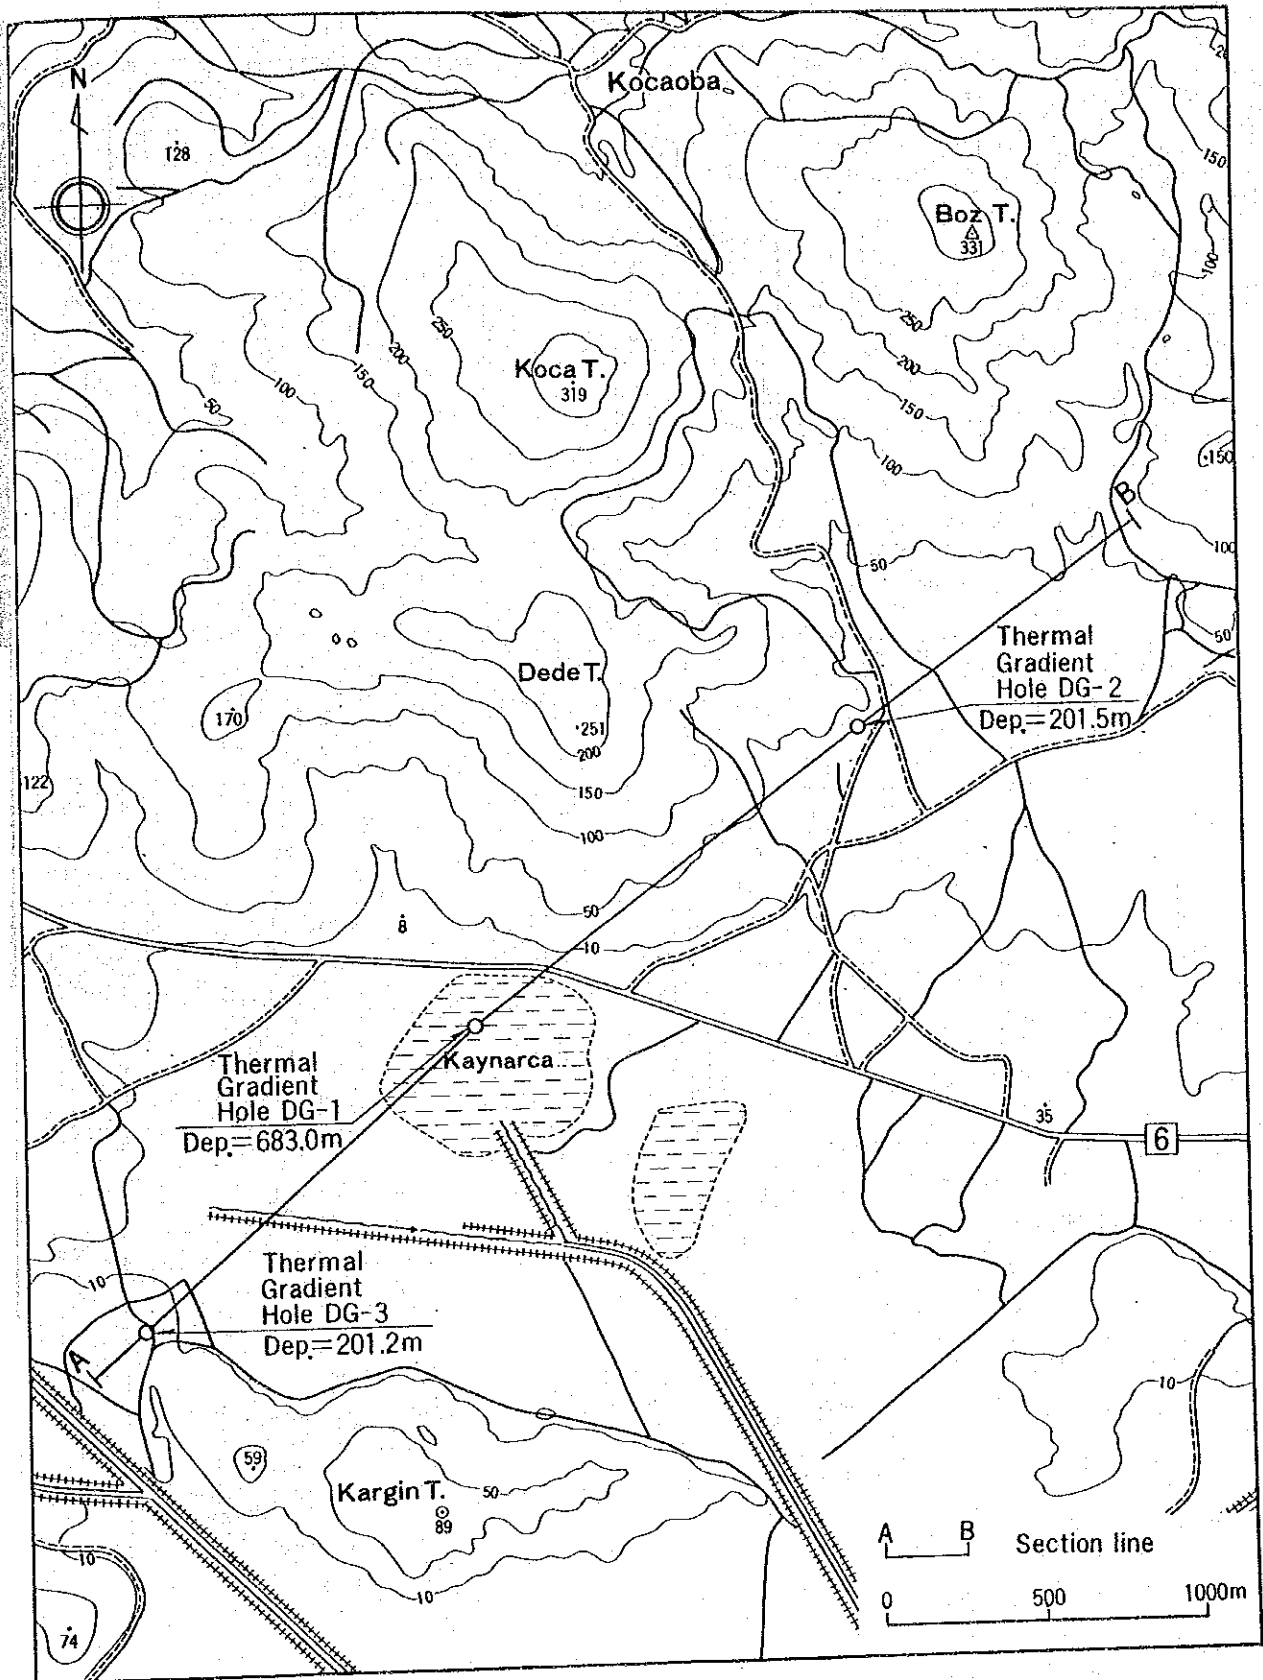 Kocaoba
N
128
20
150
Boz T.
331
100
250
200
150
250
200
Koca T.
319
150
100
50
100
150
B
50
100
Thermal
Gradient
Hole DG-2
Dep.=201.5m
50
Dede T.
170
251
200
122
150
100
50
8
10
Thermal
Gradient
Hole DG-1
Dep.=683.0m
Kaynarca
35
6
10
Thermal
Gradient
Hole DG-3
Dep.=201.2m
A
10
59
Kargin T.
50
89
10
10
74
A B Section line
0 500 1000m